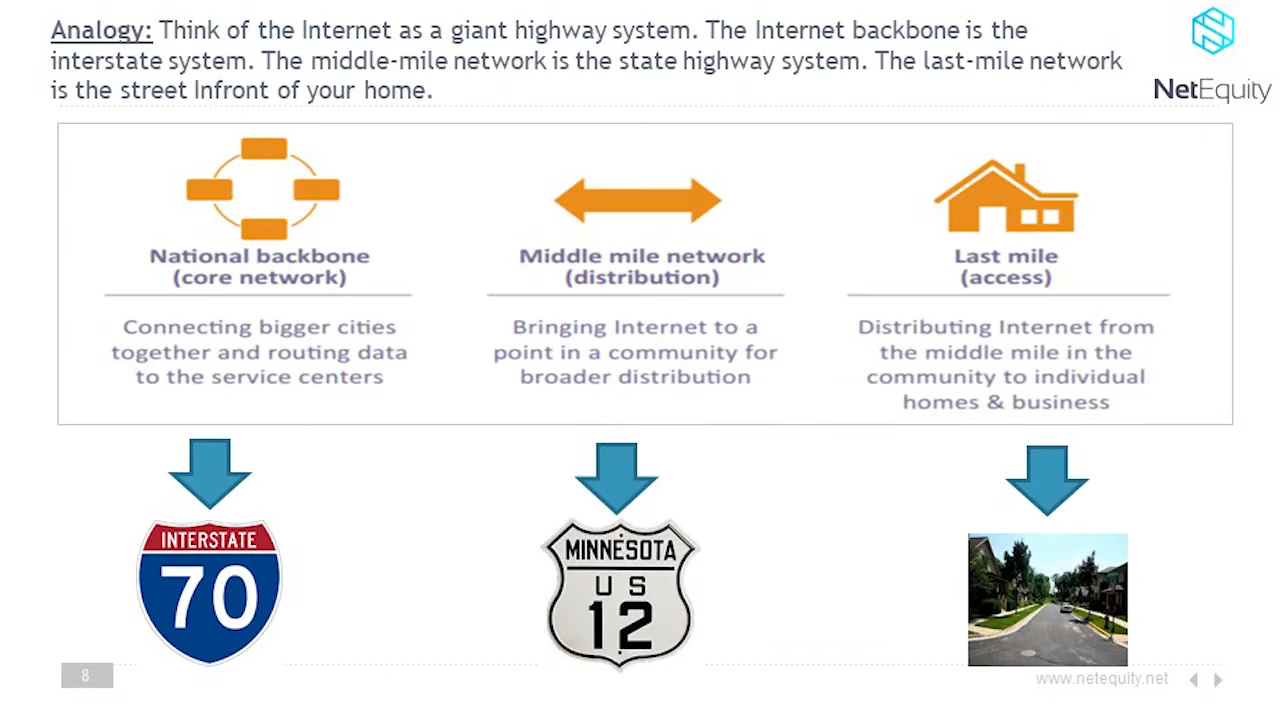 Analogy: Think of the Internet as a giant highway system. The Internet backbone is the
interstate system. The middle-mile network is the state highway system. The last-mile network
is the street Infront of your home.
NetEquity
National backbone
(core network)
Connecting bigger cities
together and routing data
to the service centers
Middle mile network
(distribution)
Bringing Internet to a
point in a community for
broader distribution
Last mile
(access)
Distributing Internet from
the middle mile in the
community to individual
homes & business
INTERSTATE
70
MINNESOTA
U S
12
8
www.netequity.net